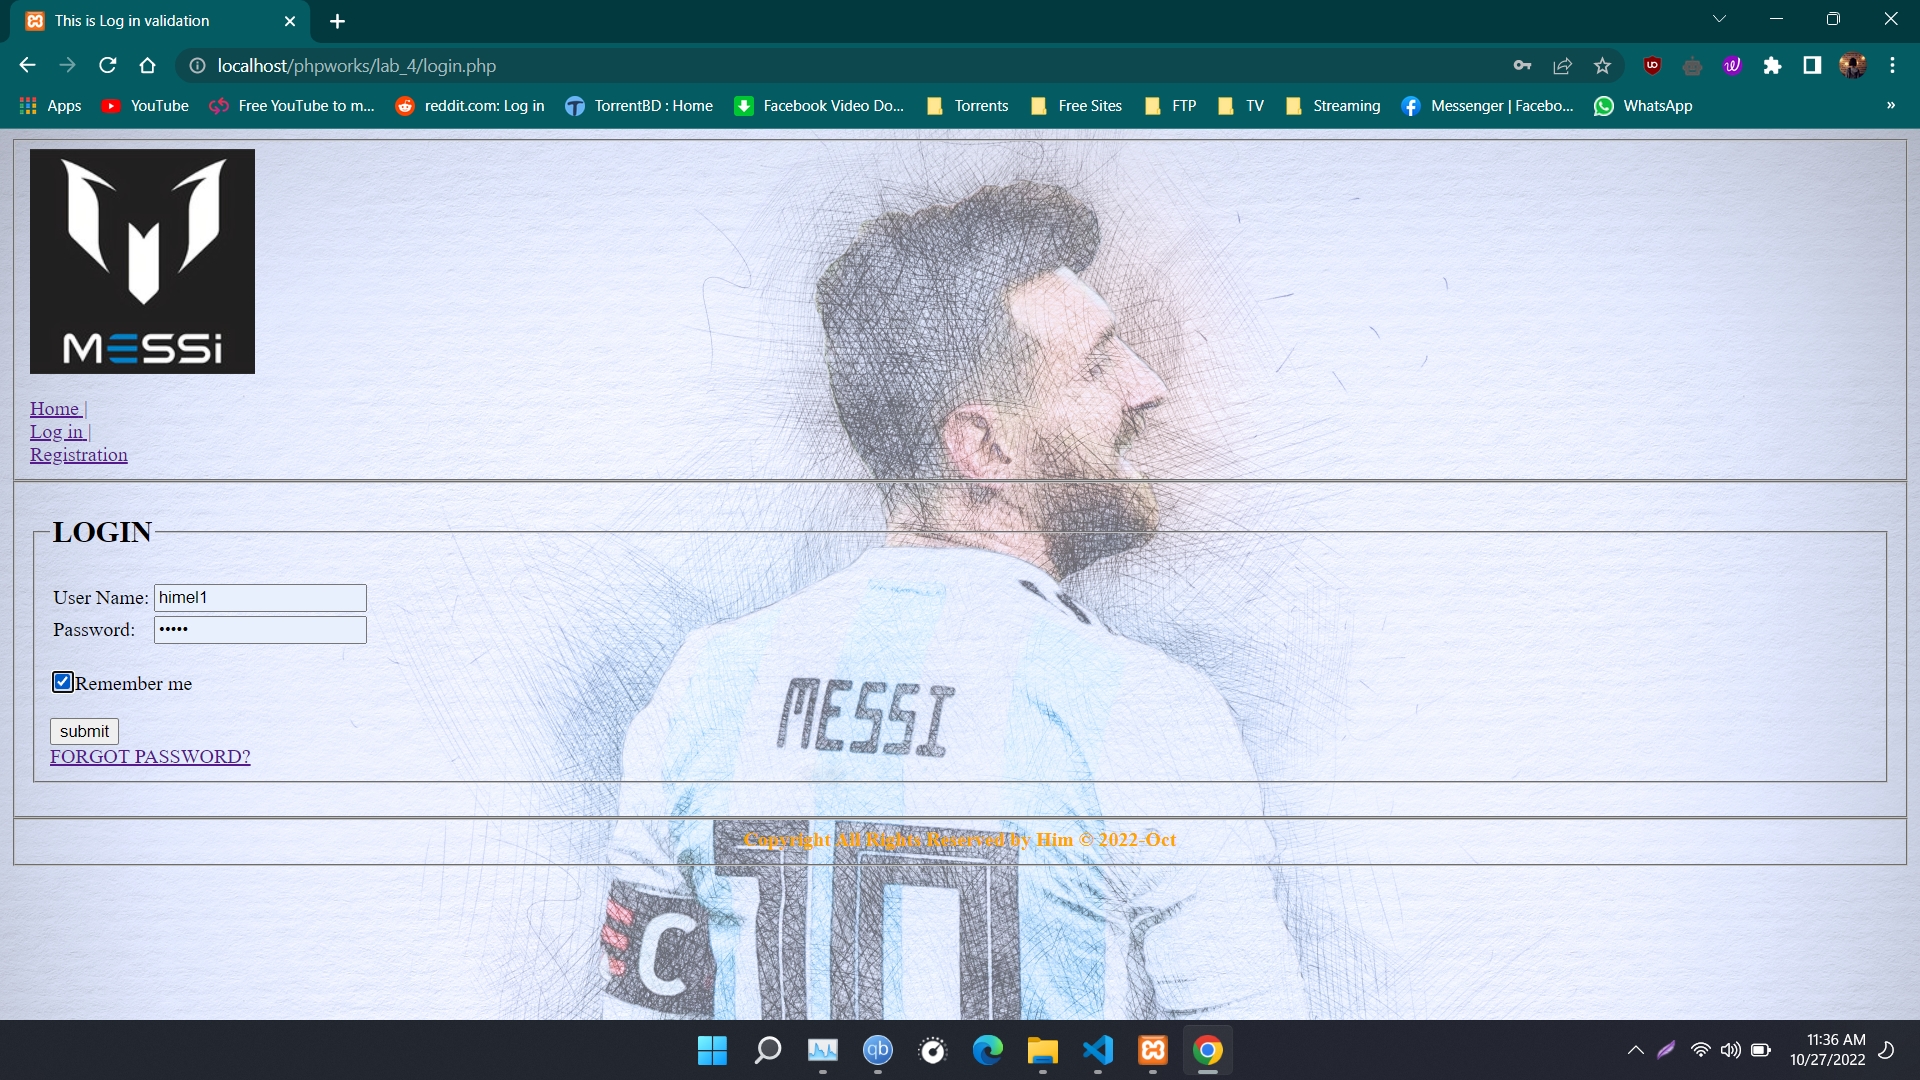 This is Log in validation
localhost/phpworks/lab_4/login.php
Apps YouTube Free YouTube to m... reddit.com: Log in TorrentBD : Home Facebook Video Do... Torrents Free Sites FTP TV Streaming Messenger | Facebo... WhatsApp »
MESSi
Home |
Log in |
Registration
LOGIN
User Name: himel1
Password: •••••
Remember me
submit
FORGOT PASSWORD?
MESSI
Copyright All Rights Reserved by Him © 2022-Oct
10
C
qb
11:36 AM
10/27/2022